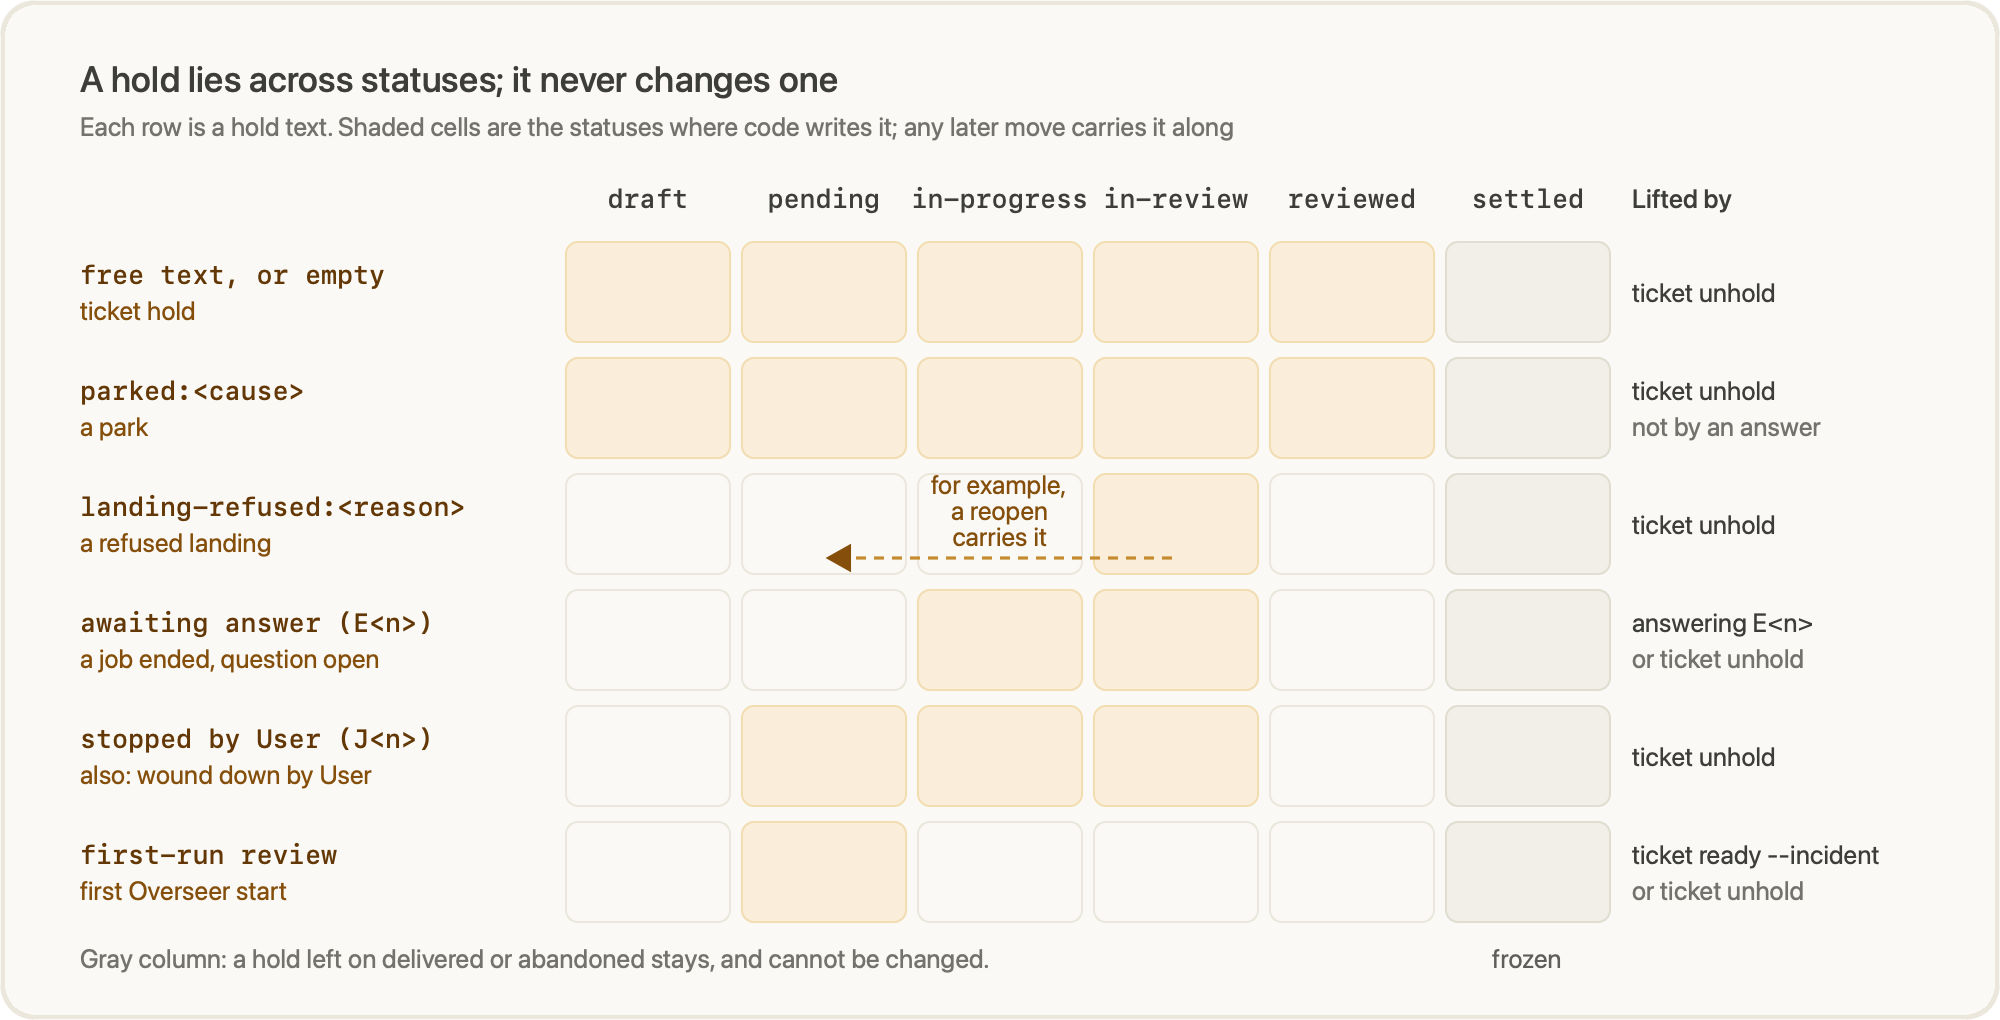 A hold lies across statuses; it never changes one
Each row is a hold text. Shaded cells are the statuses where code writes it; any later move carries it along
draft pending in-progress in-review reviewed settled Lifted by
free text, or empty
ticket hold
ticket unhold
parked:<cause>
a park
ticket unhold
not by an answer
landing-refused:<reason>
a refused landing
for example,
a reopen
carries it
ticket unhold
awaiting answer (E<n>)
a job ended, question open
answering E<n>
or ticket unhold
stopped by User (J<n>)
also: wound down by User
ticket unhold
first-run review
first Overseer start
ticket ready --incident
or ticket unhold
Gray column: a hold left on delivered or abandoned stays, and cannot be changed.
frozen